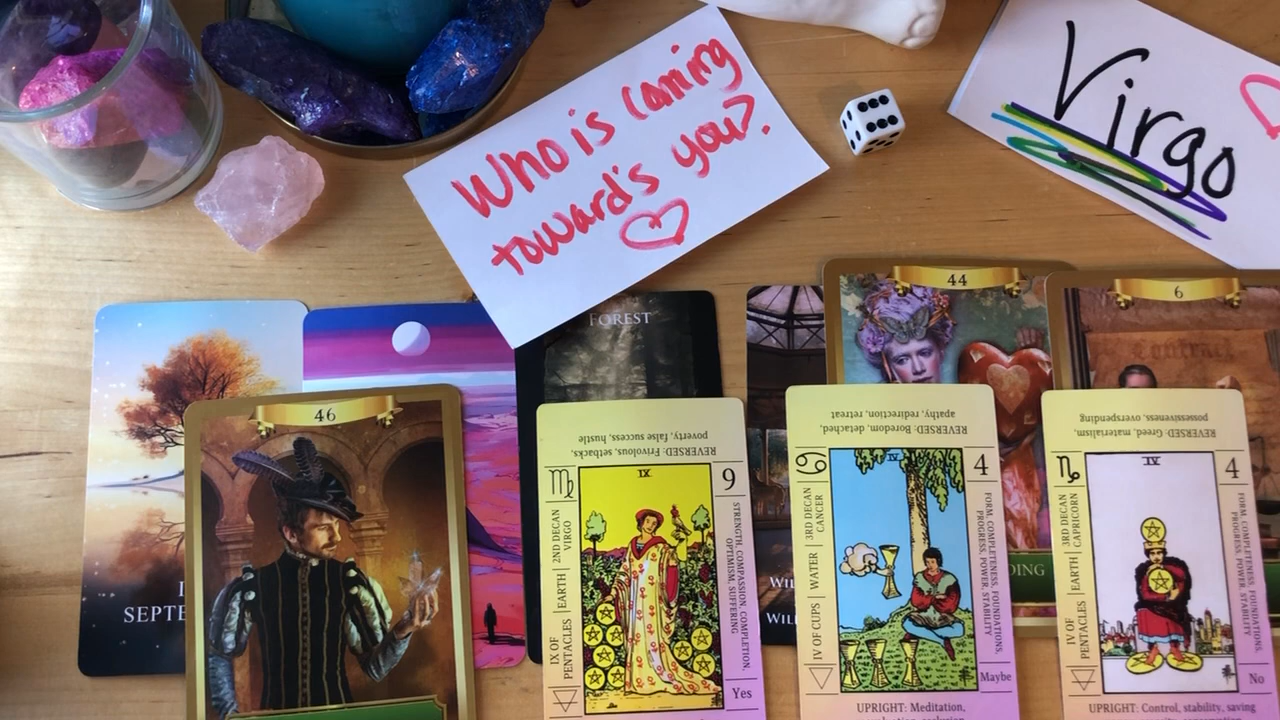 Who is Coming
toward's you?
Virgo
44
6
FOREST
Contract
46
REVERSED: Frivolous, setbacks,
poverty, false success, hustle
IX
9
2ND DECAN
VIRGO
EARTH
IX OF
PENTACLES
STRENGTH, COMPASSION, COMPLETION,
OPTIMISM, SUFFERING
Yes
REVERSED: Boredom, detached,
apathy, redirection, retreat
IV
4
3RD DECAN
CANCER
WATER
IV OF CUPS
FORM, COMPLETENESS, FOUNDATIONS,
PROGRESS, POWER, STABILITY
Maybe
UPRIGHT: Meditation,
REVERSED: Greed, materialism,
possessiveness, overspending
IV
4
3RD DECAN
CAPRICORN
EARTH
IV OF
PENTACLES
FORM, COMPLETENESS, FOUNDATIONS,
PROGRESS, POWER, STABILITY
No
UPRIGHT: Control, stability, saving
SEPTE
WIL
WIL
DING